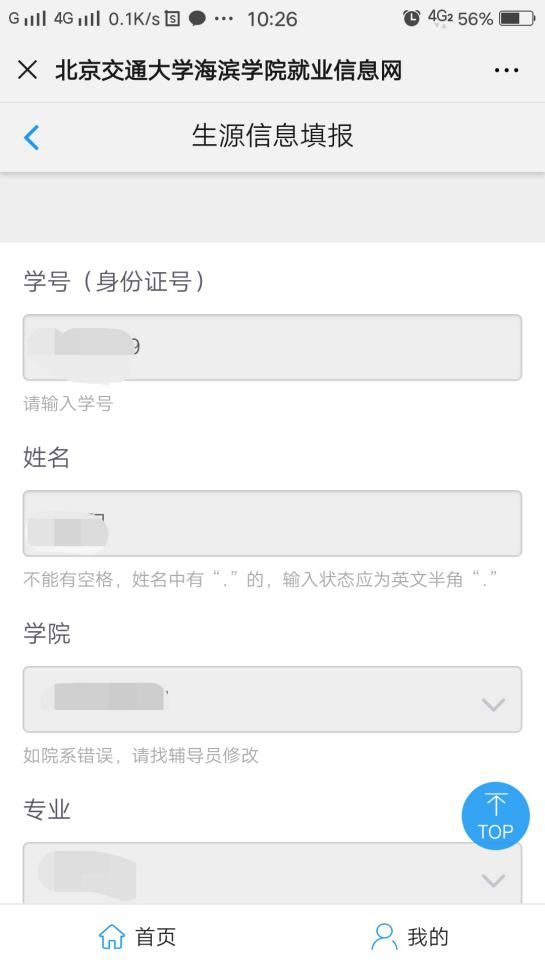 G 4G 0.1K/s 10:26 4G2 56%
北京交通大学海滨学院就业信息网
生源信息填报
学号（身份证号）
9
请输入学号
姓名
不能有空格，姓名中有“.”的，输入状态应为英文半角“.”
学院
如院系错误，请找辅导员修改
专业
TOP
首页 我的